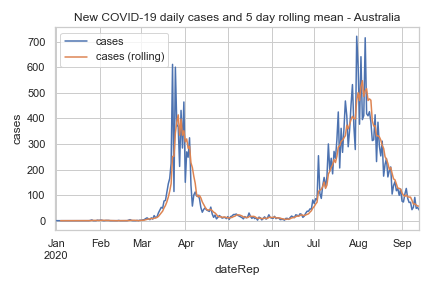 New COVID-19 daily cases and 5 day rolling mean - Australia
cases
cases (rolling)
700
600
500
400
300
200
100
0
cases
Jan Feb Mar Apr May Jun Jul Aug Sep
2020
dateRep